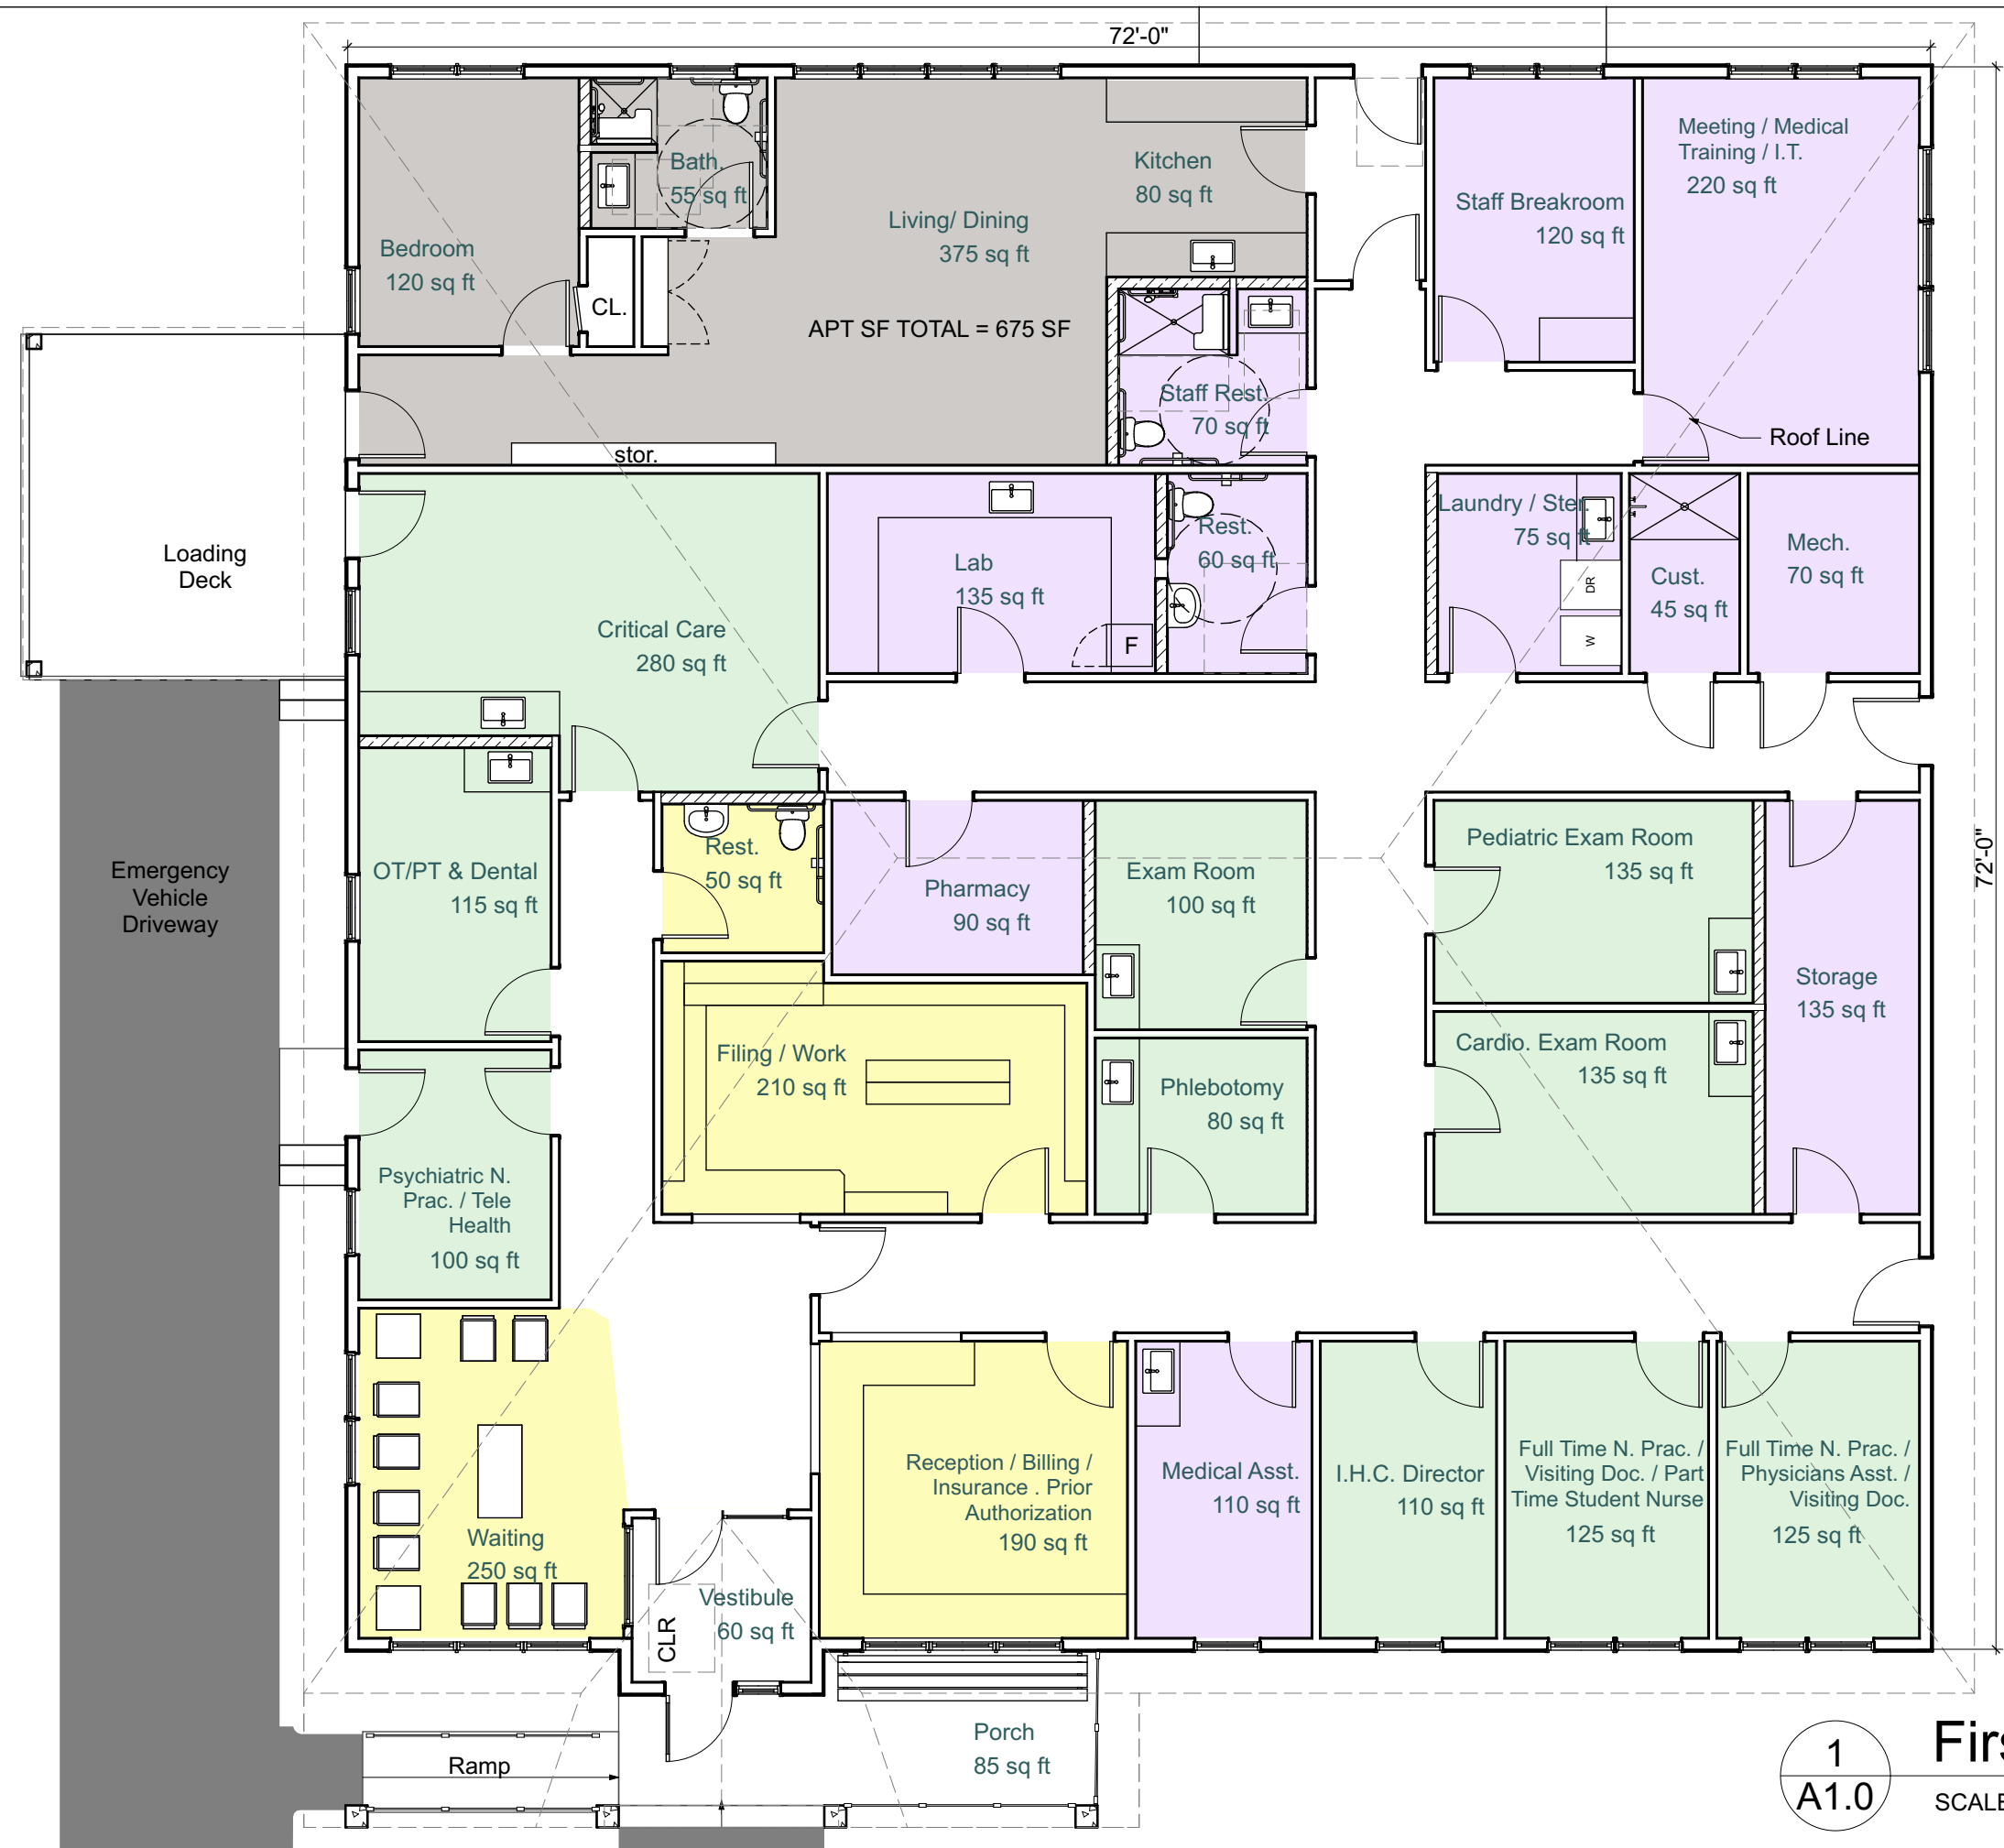 72'-0"
Bedroom
120 sq ft
Bath.
55 sq ft
CL.
Living/ Dining
375 sq ft
Kitchen
80 sq ft
APT SF TOTAL = 675 SF
stor.
Staff Rest.
70 sq ft
Staff Breakroom
120 sq ft
Meeting / Medical
Training / I.T.
220 sq ft
Roof Line
Loading
Deck
Critical Care
280 sq ft
Lab
135 sq ft
F
Rest.
60 sq ft
Laundry / Ster.
75 sq ft
DR
W
Cust.
45 sq ft
Mech.
70 sq ft
Emergency
Vehicle
Driveway
OT/PT & Dental
115 sq ft
Rest.
50 sq ft
Pharmacy
90 sq ft
Exam Room
100 sq ft
Pediatric Exam Room
135 sq ft
72'-0"
Storage
135 sq ft
Filing / Work
210 sq ft
Phlebotomy
80 sq ft
Cardio. Exam Room
135 sq ft
Psychiatric N.
Prac. / Tele
Health
100 sq ft
Waiting
250 sq ft
CLR
Vestibule
60 sq ft
Reception / Billing /
Insurance . Prior
Authorization
190 sq ft
Medical Asst.
110 sq ft
I.H.C. Director
110 sq ft
Full Time N. Prac. /
Visiting Doc. / Part
Time Student Nurse
125 sq ft
Full Time N. Prac. /
Physicians Asst. /
Visiting Doc.
125 sq ft
Ramp
Porch
85 sq ft
1
A1.0